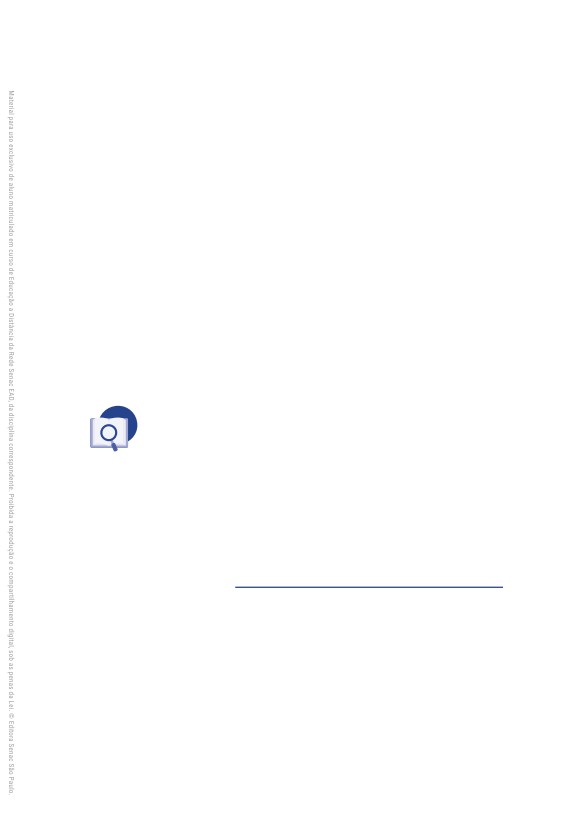 Material para uso exclusivo de aluno matriculado em curso de Educação a Distância da Rede Senac EAD, da disciplina correspondente. Proibida a reprodução e o compartilhamento digital, sob as penas da Lei. © Editora Senac São Paulo.